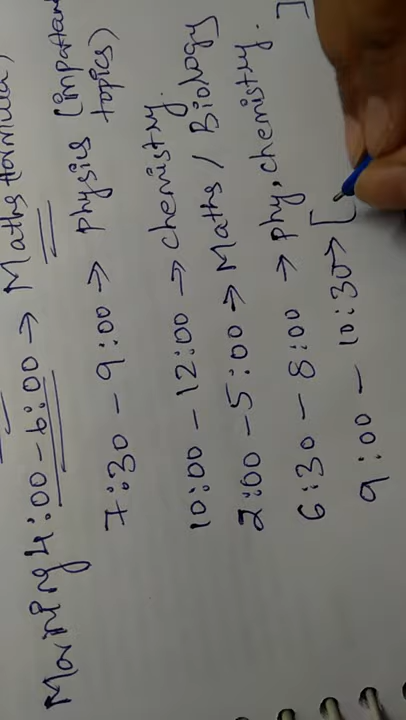 Morning 4:00 - 6:00 → Maths formula)
7:30 - 9:00 → Physics (important topics)
10:00 - 12:00 → chemistry.
2:00 - 5:00 → Maths / Biology
6:30 - 8:00 → phy, chemistry.
9:00 - 10:30 → [ ]